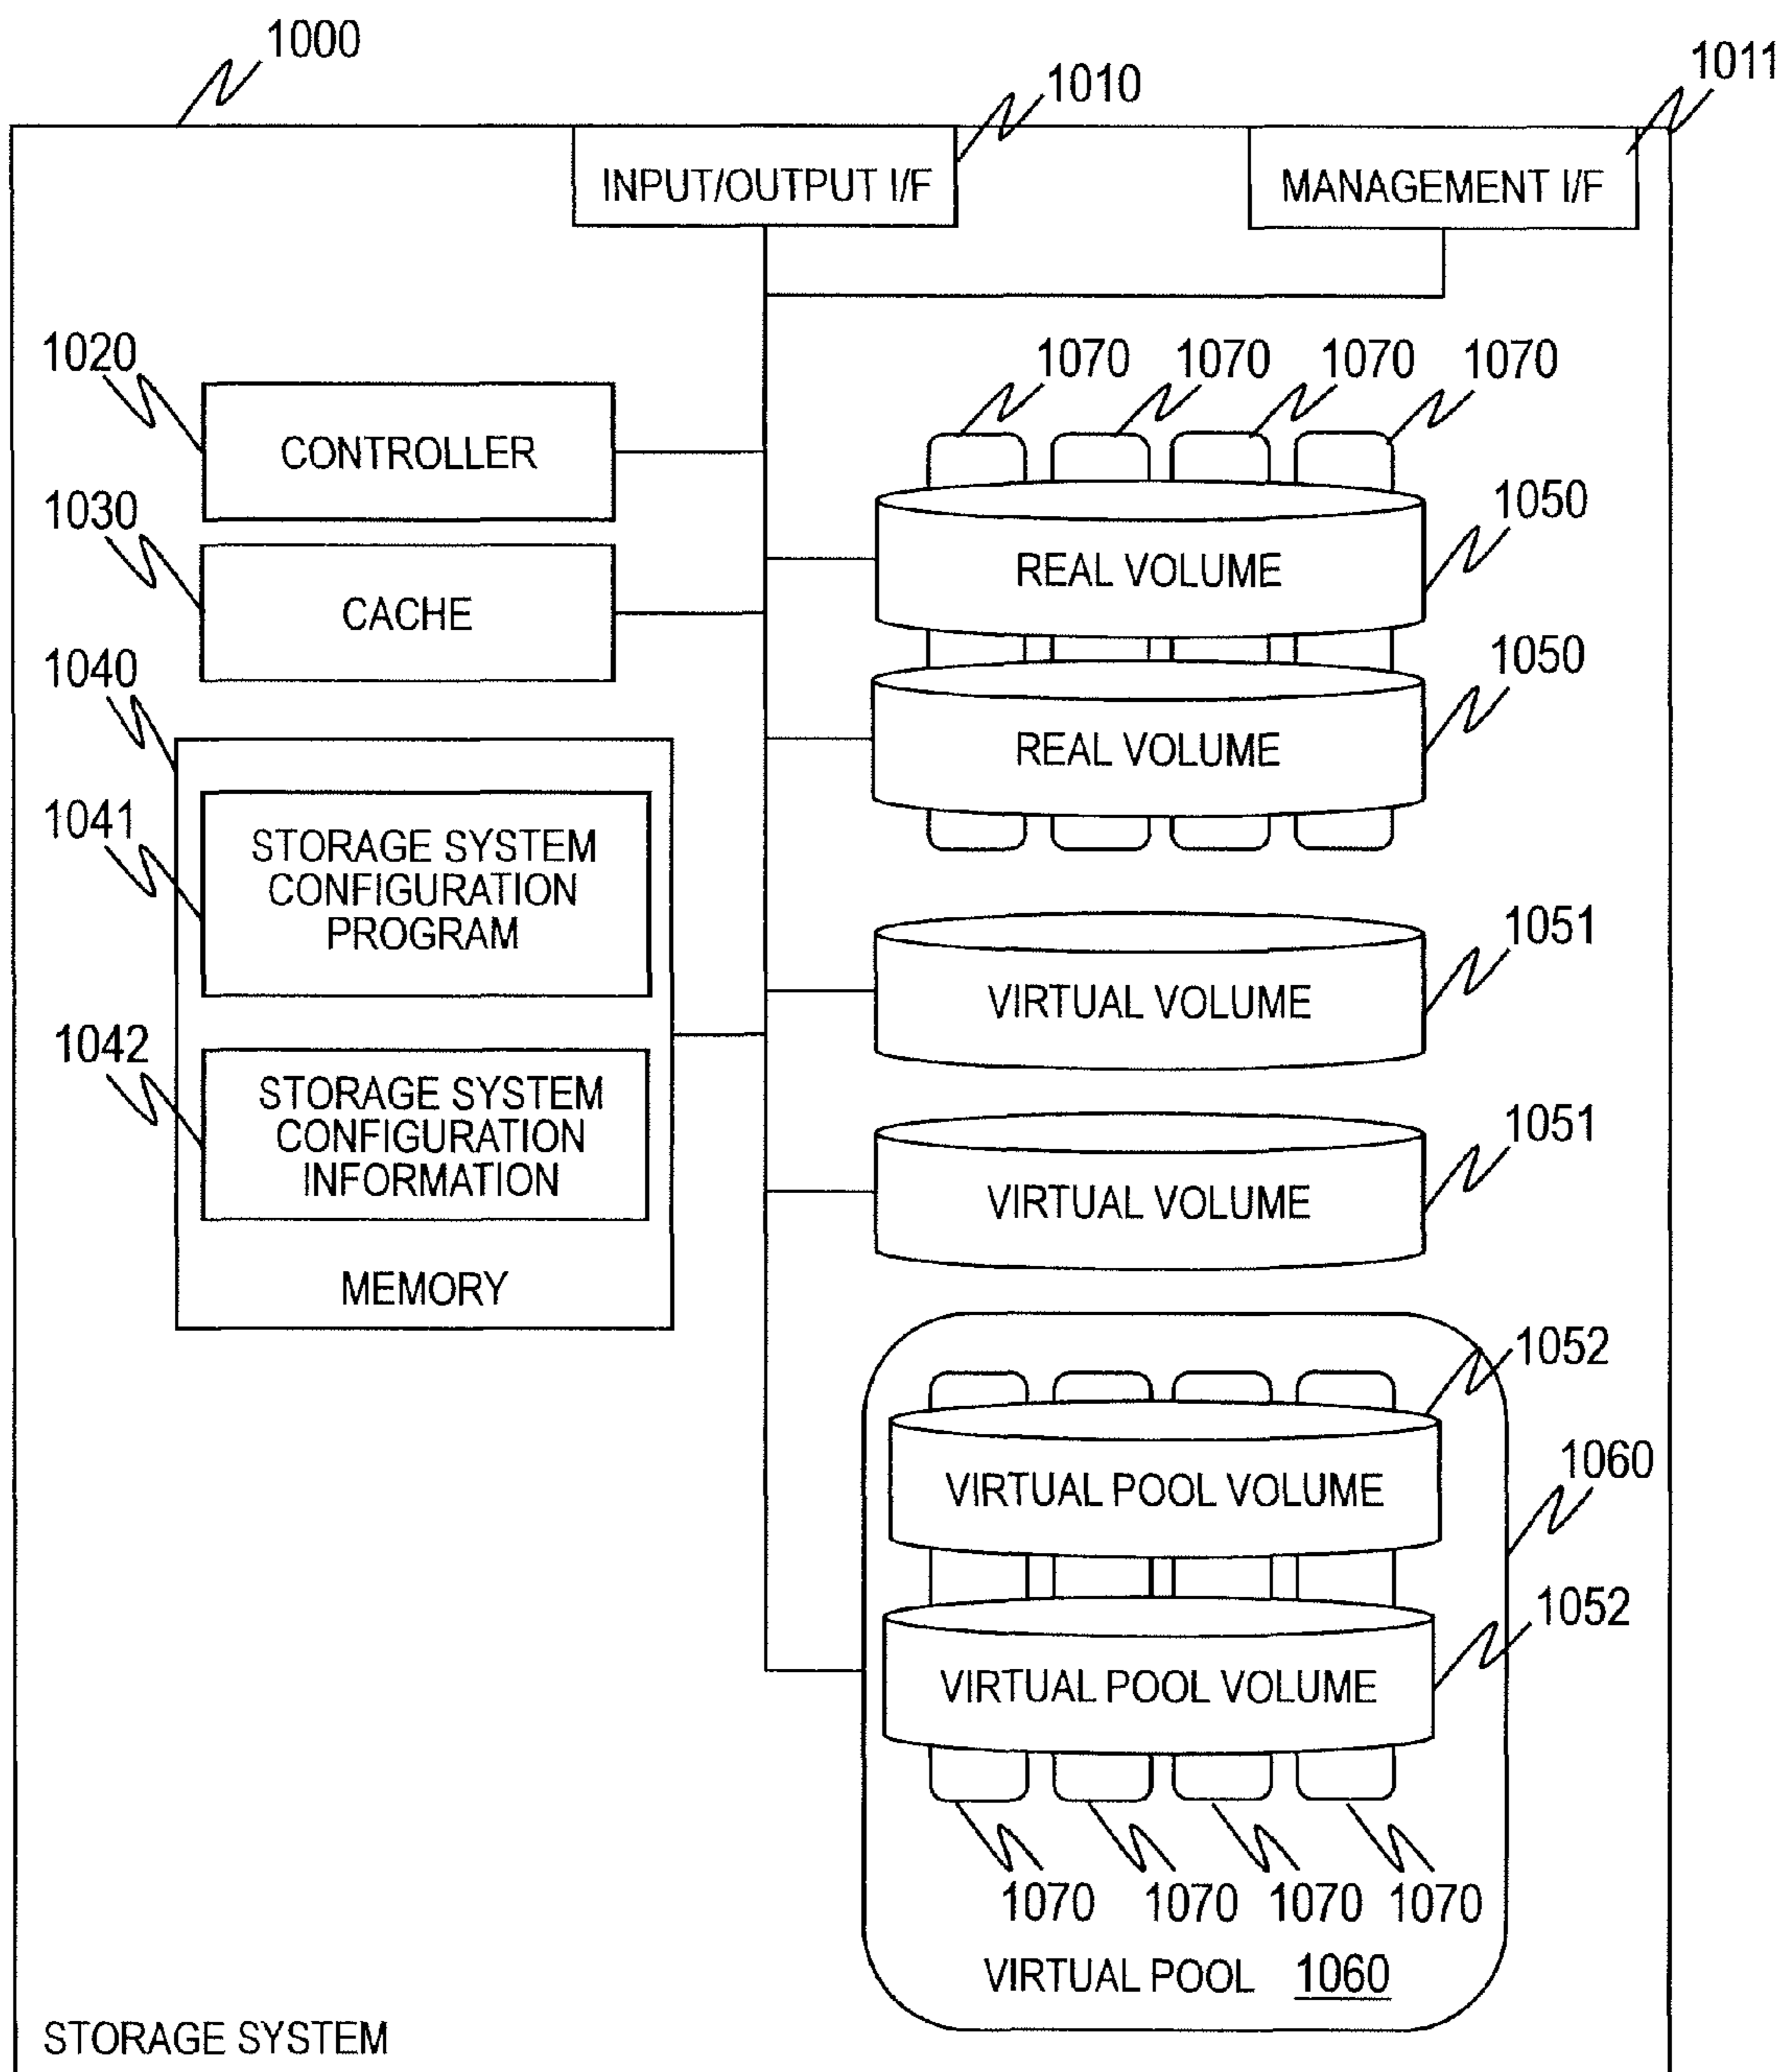 1000
1010
1011
INPUT/OUTPUT I/F
MANAGEMENT I/F
1020
CONTROLLER
1030
CACHE
1040
1041
STORAGE SYSTEM
CONFIGURATION
PROGRAM
1042
STORAGE SYSTEM
CONFIGURATION
INFORMATION
MEMORY
1070 1070 1070 1070
1050
REAL VOLUME
1050
REAL VOLUME
1051
VIRTUAL VOLUME
1051
VIRTUAL VOLUME
1052
VIRTUAL POOL VOLUME
1060
1052
VIRTUAL POOL VOLUME
1070 1070 1070 1070
VIRTUAL POOL 1060
STORAGE SYSTEM